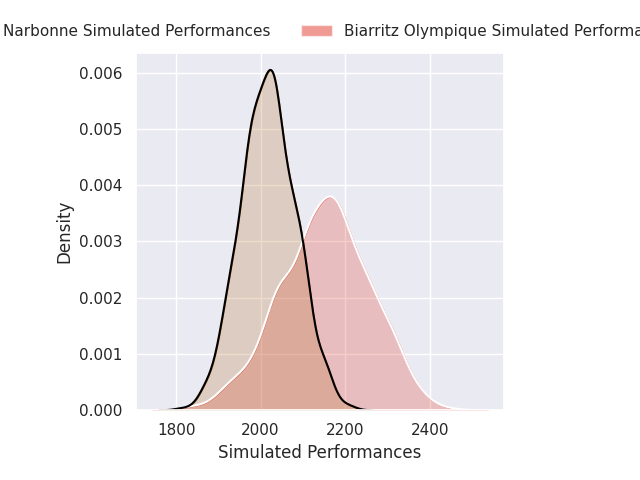 Narbonne Simulated Performances
Biarritz Olympique Simulated Performa
0.006
0.005
0.004
0.003
0.002
0.001
0.000
Density
1800 2000 2200 2400
Simulated Performances